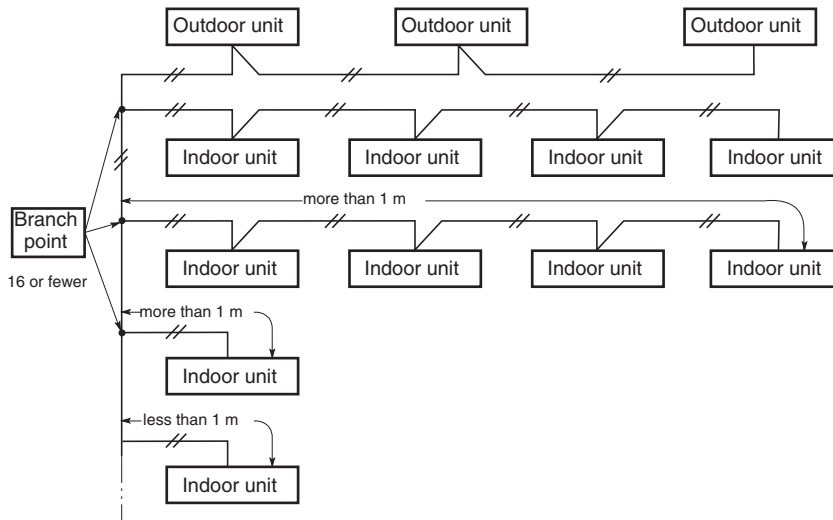 Outdoor unit
Outdoor unit
Outdoor unit
Indoor unit
Indoor unit
Indoor unit
Indoor unit
more than 1 m
Branch
point
16 or fewer
Indoor unit
Indoor unit
Indoor unit
Indoor unit
more than 1 m
Indoor unit
less than 1 m
Indoor unit